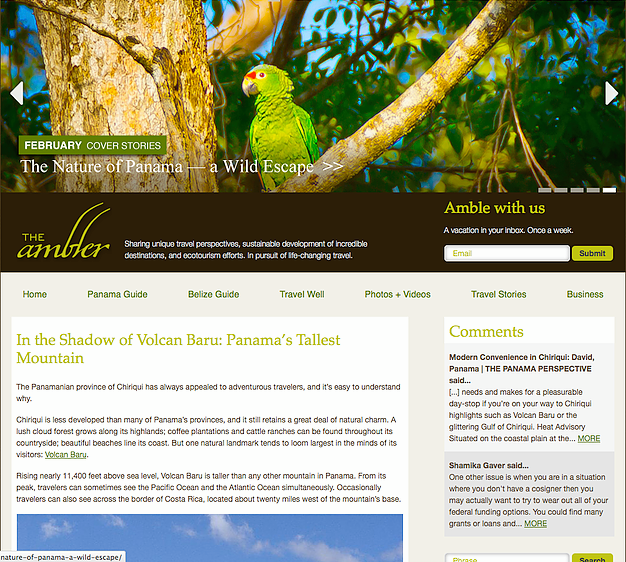 FEBRUARY COVER STORIES
The Nature of Panama — a Wild Escape >>
THE
ambler
Sharing unique travel perspectives, sustainable development of incredible
destinations, and ecotourism efforts. In pursuit of life-changing travel.
Amble with us
A vacation in your inbox. Once a week.
Email
Submit
Home
Panama Guide
Belize Guide
Travel Well
Photos + Videos
Travel Stories
Business
In the Shadow of Volcan Baru: Panama's Tallest
Mountain
The Panamanian province of Chiriqui has always appealed to adventurous travelers, and it's easy to understand
why.
Chiriqui is less developed than many of Panama's provinces, and it still retains a great deal of natural charm. A
lush cloud forest grows along its highlands; coffee plantations and cattle ranches can be found throughout its
countryside; beautiful beaches line its coast. But one natural landmark tends to loom largest in the minds of its
visitors: Volcan Baru.
Rising nearly 11,400 feet above sea level, Volcan Baru is taller than any other mountain in Panama. From its
peak, travelers can sometimes see the Pacific Ocean and the Atlantic Ocean simultaneously. Occasionally
travelers can also see across the border of Costa Rica, located about twenty miles west of the mountain's base.
Comments
Modern Convenience in Chiriqui: David,
Panama | THE PANAMA PERSPECTIVE
said...
[...] needs and makes for a pleasurable
day-stop if you're on your way to Chiriqui
highlights such as Volcan Baru or the
glittering Gulf of Chiriqui. Heat Advisory
Situated on the coastal plain at the... MORE
Shamika Gaver said...
One other issue is when you are in a situation
where you don't have a cosigner then you
may actually want to try to wear out all of your
federal funding options. You could find many
grants or loans and... MORE
Phrase
Search
nature-of-panama-a-wild-escape/